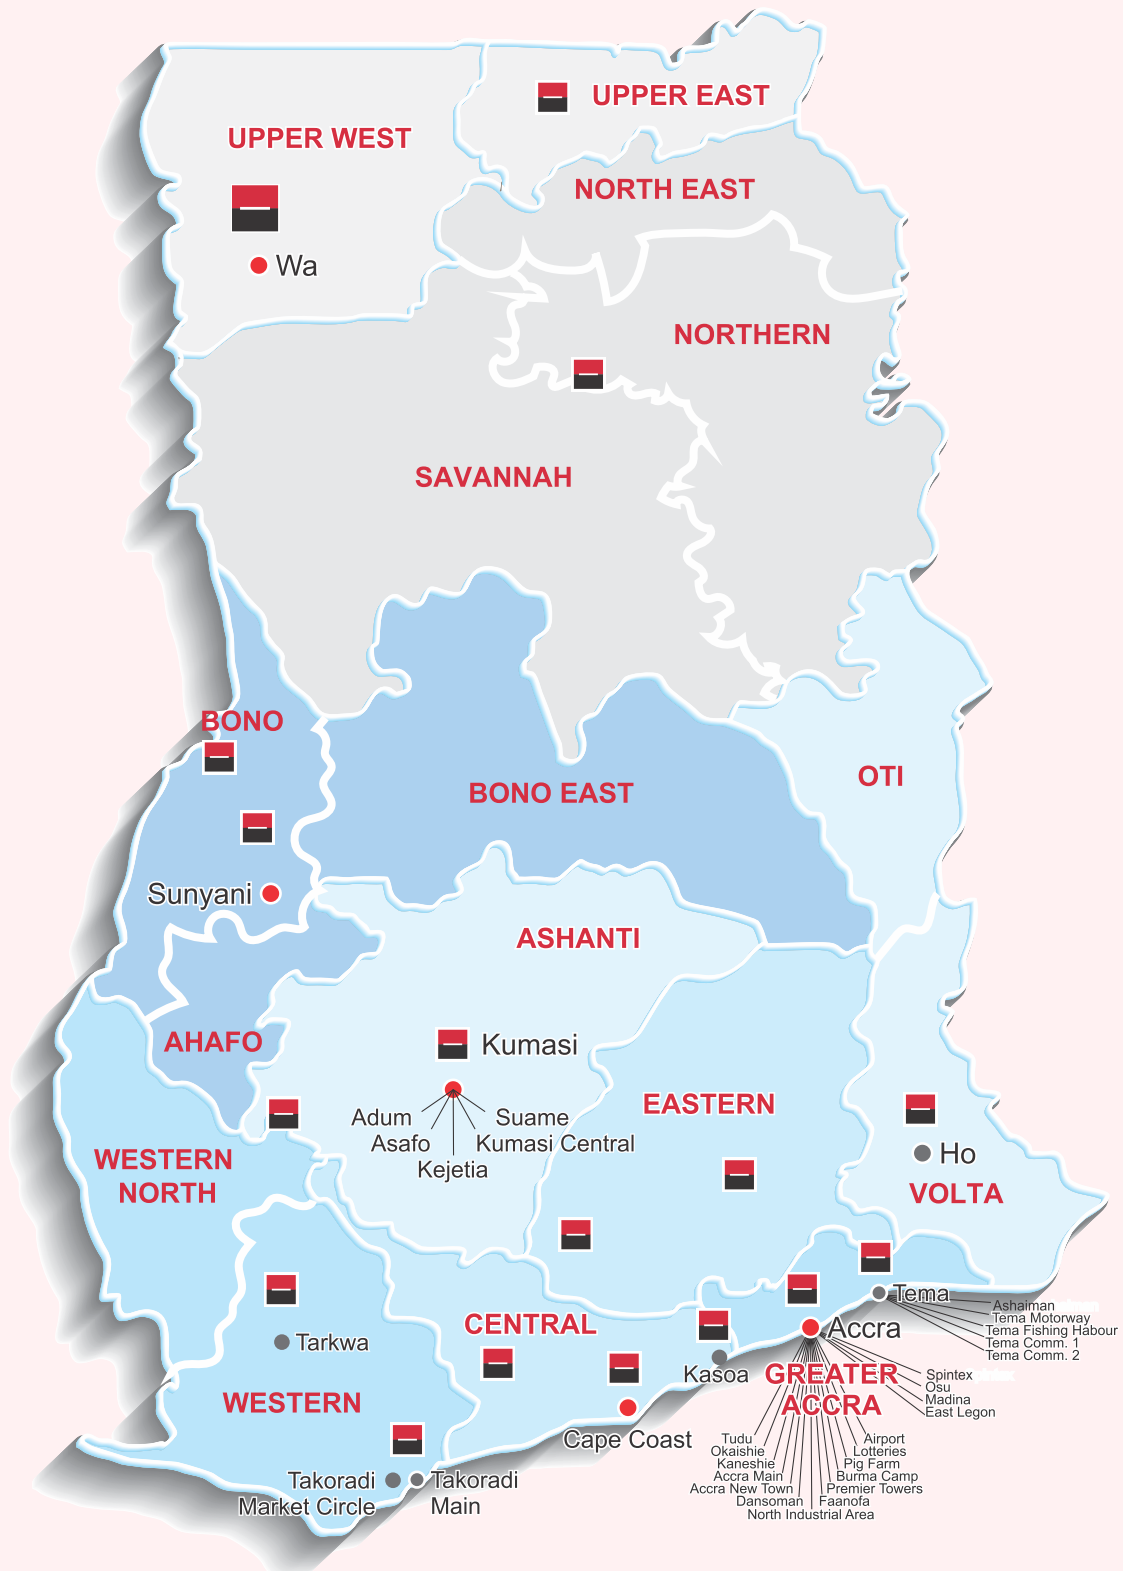 UPPER EAST
UPPER WEST
NORTH EAST
Wa
NORTHERN
SAVANNAH
BONO
OTI
BONO EAST
Sunyani
ASHANTI
AHAFO
Kumasi
EASTERN
Adum
Suame
Asafo
Kumasi Central
Kejetia
WESTERN
NORTH
Ho
VOLTA
Tema
Ashaiman
Tema Motorway
Tema Fishing Habour
Tema Comm. 1
Tema Comm. 2
CENTRAL
Accra
Tarkwa
Kasoa
GREATER
ACCRA
Spintex
Osu
Madina
East Legon
WESTERN
Cape Coast
Tudu
Okaishie
Kaneshie
Accra Main
Accra New Town
Dansoman
North Industrial Area
Airport
Lotteries
Pig Farm
Burma Camp
Premier Towers
Faanofa
Takoradi
Market Circle
Takoradi
Main